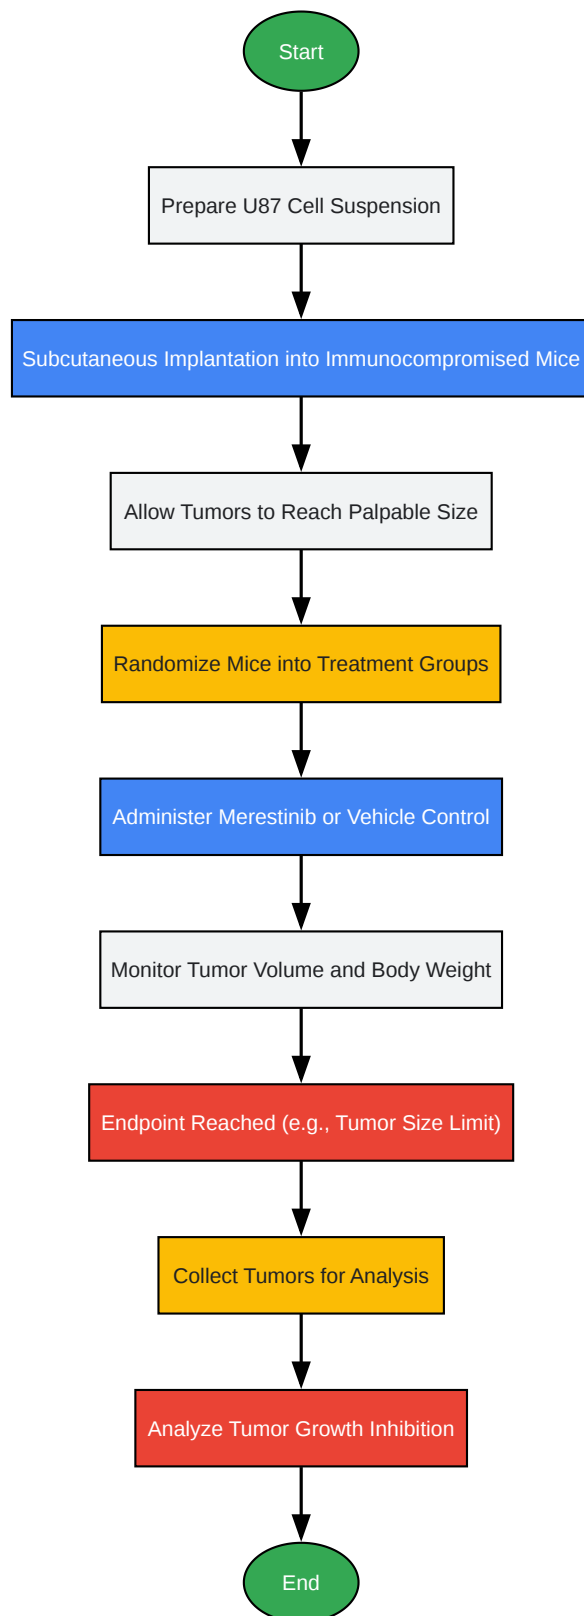 Start
Prepare U87 Cell Suspension
Subcutaneous Implantation into Immunocompromised Mice
Allow Tumors to Reach Palpable Size
Randomize Mice into Treatment Groups
Administer Merestinib or Vehicle Control
Monitor Tumor Volume and Body Weight
Endpoint Reached (e.g., Tumor Size Limit)
Collect Tumors for Analysis
Analyze Tumor Growth Inhibition
End